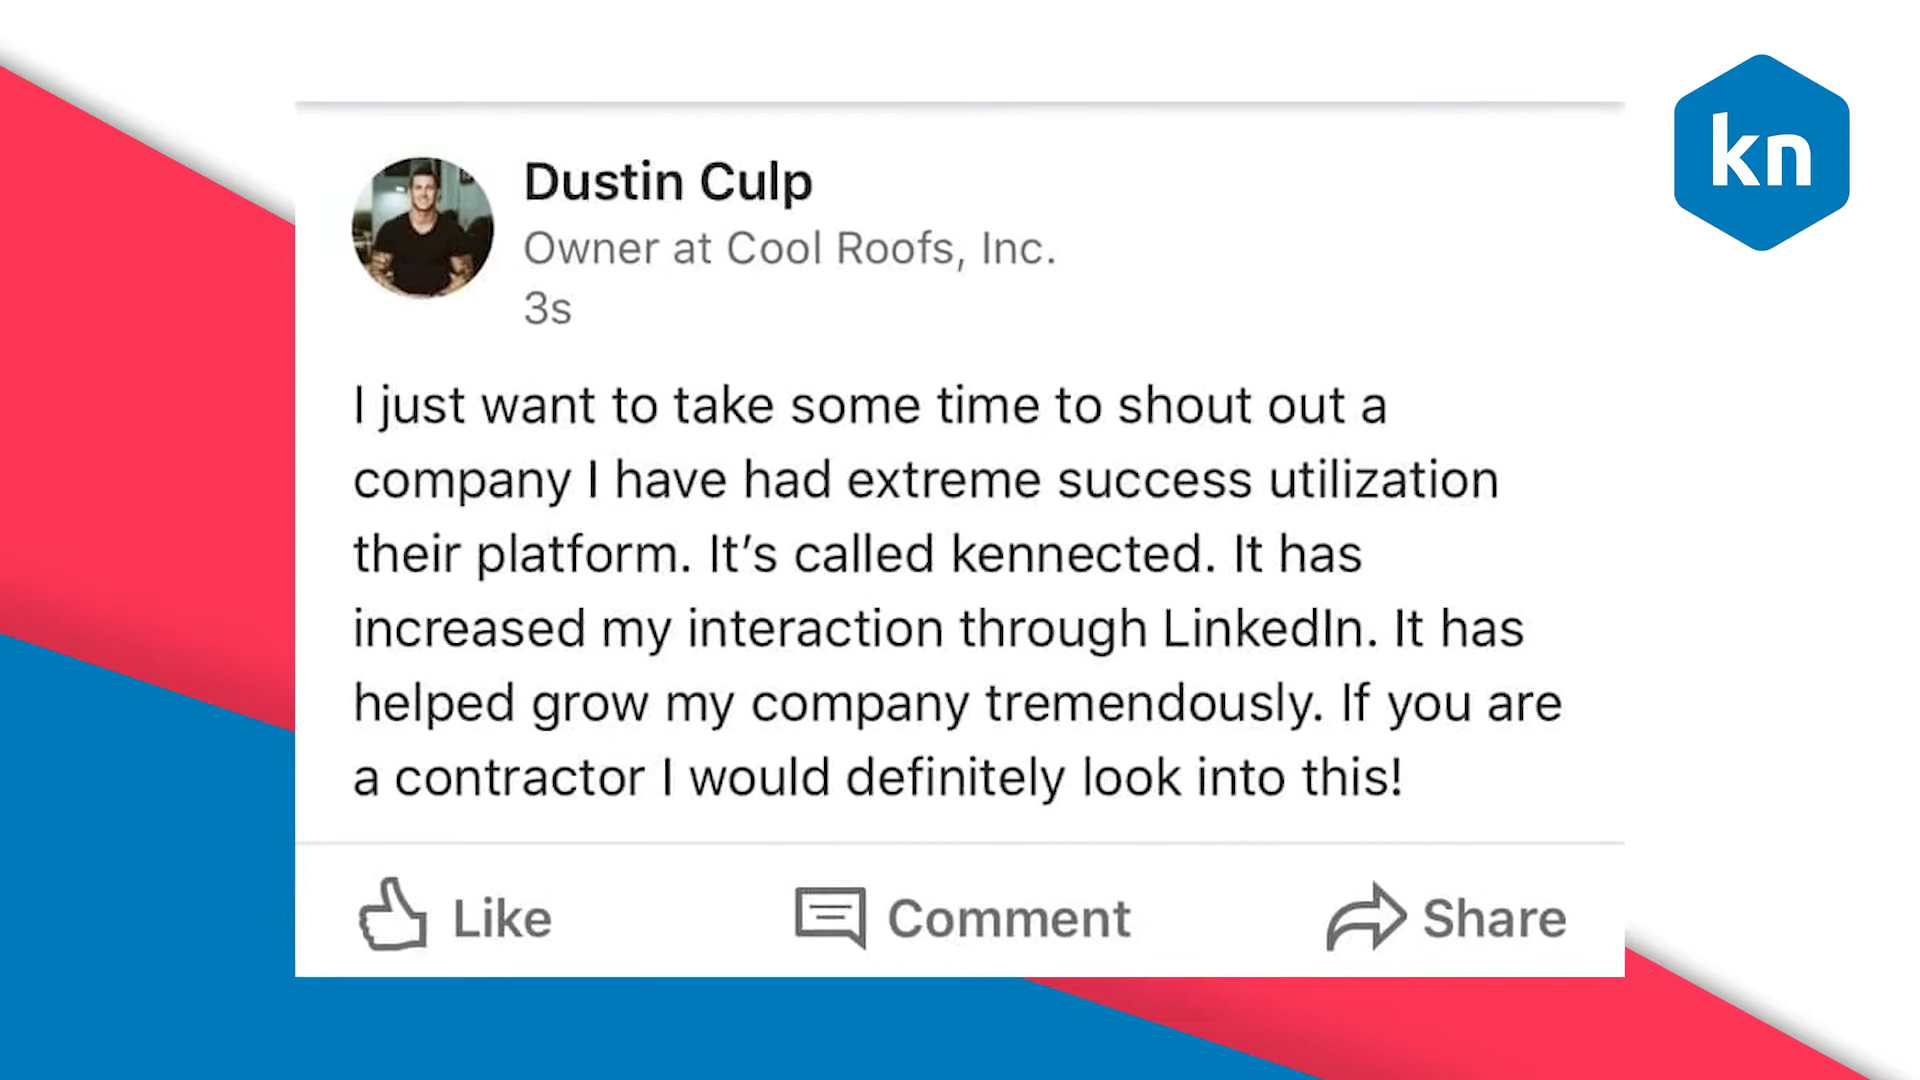 kn
Dustin Culp
Owner at Cool Roofs, Inc.
3s
I just want to take some time to shout out a
company I have had extreme success utilization
their platform. It’s called kennected. It has
increased my interaction through LinkedIn. It has
helped grow my company tremendously. If you are
a contractor I would definitely look into this!
Like Comment Share